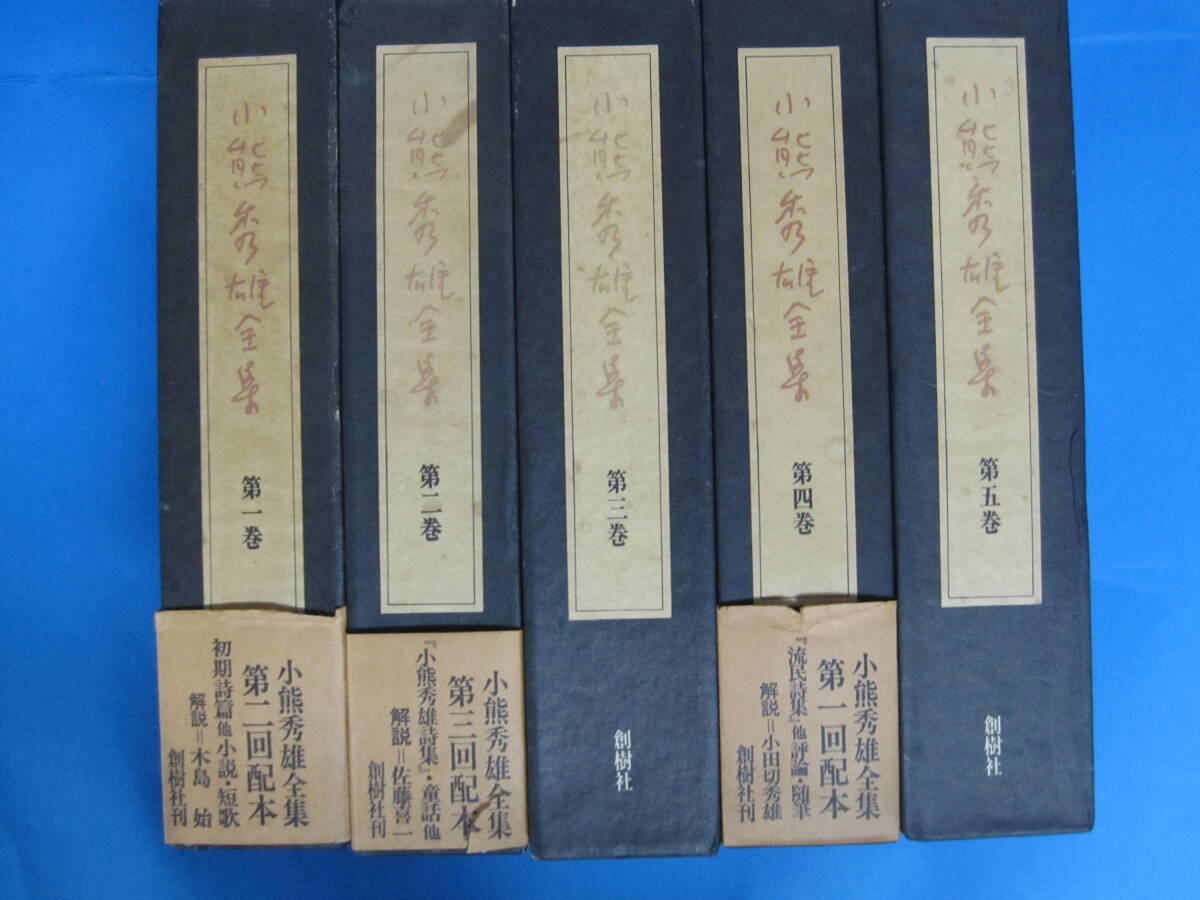 小熊秀雄全集
第一巻
小熊秀雄全集
第二回配本
初期詩篇他小説・短歌
解説＝木島 始
創樹社刊
小熊秀雄全集
第二巻
小熊秀雄全集
第三回配本
『小熊秀雄詩集』・童話他
解説＝佐藤喜一
創樹社刊
小熊秀雄全集
第三巻
創樹社
小熊秀雄全集
第四巻
小熊秀雄全集
第一回配本
『流民詩集』他評論・随筆
解説＝小田切秀雄
創樹社刊
小熊秀雄全集
第五巻
創樹社